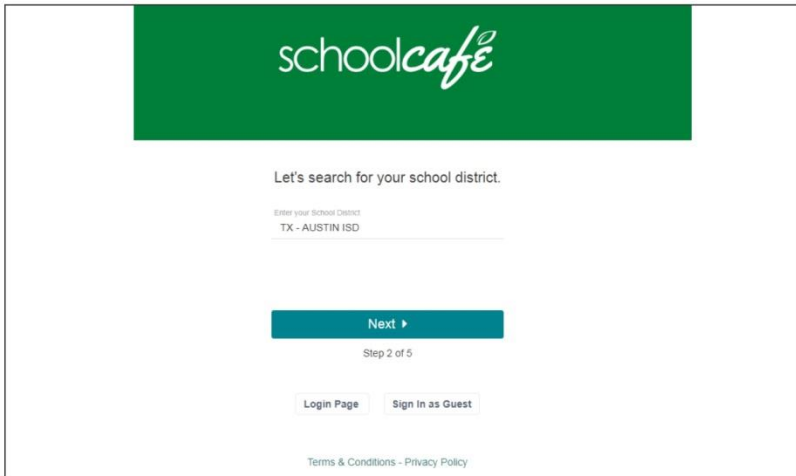 schoolcafé
Let's search for your school district.
Enter your School District
TX - AUSTIN ISD
Next
Step 2 of 5
Login Page Sign In as Guest
Terms & Conditions - Privacy Policy